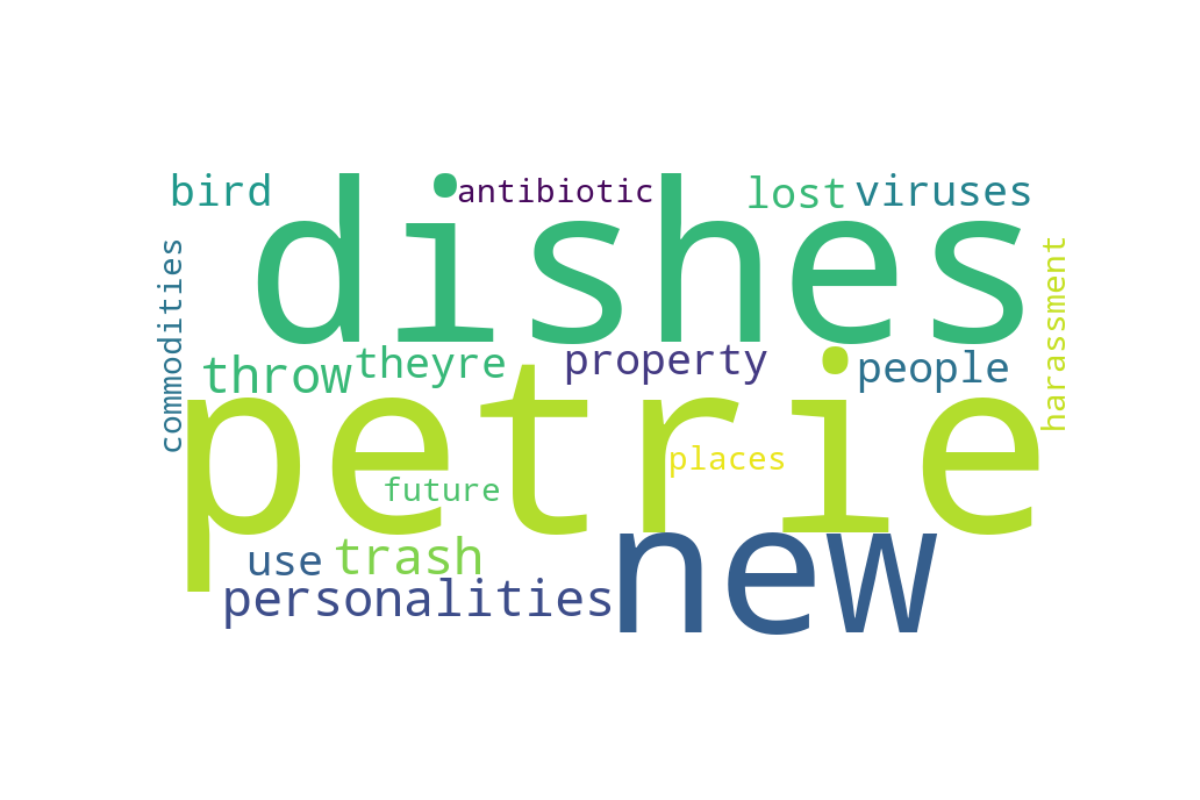 bird
antibiotic
lost
viruses
dishes
commodities
harassment
throw
theyre
property
people
petrie
places
future
use
trash
new
personalities